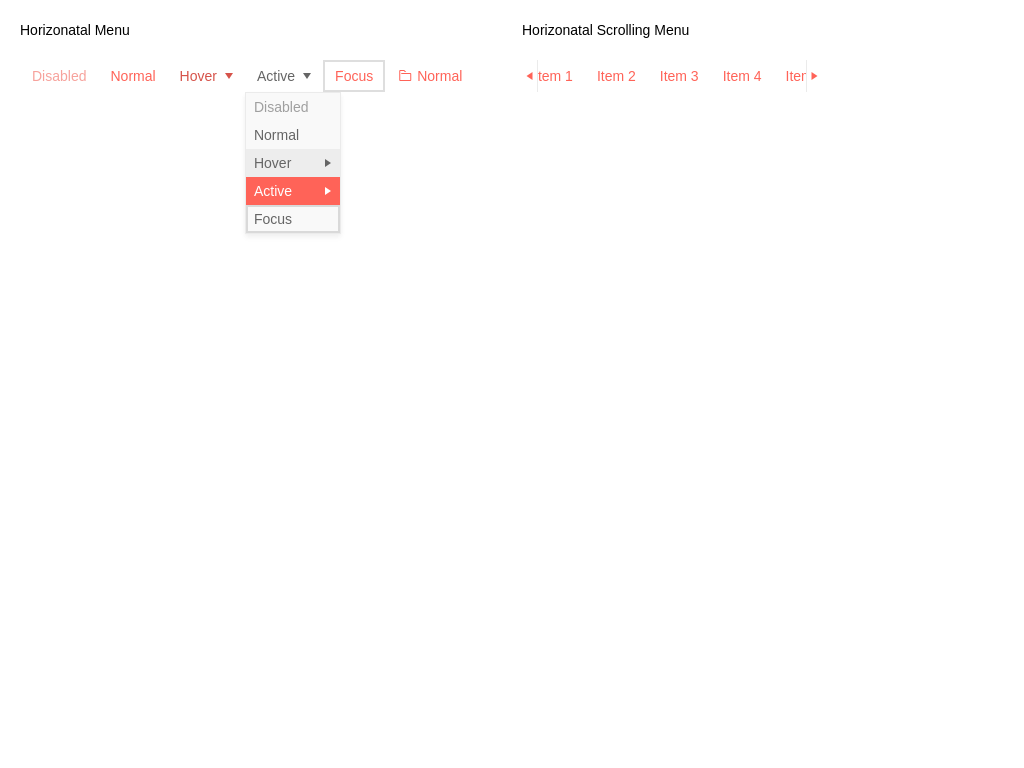 Horizonatal Menu
Disabled Normal Hover Active Focus Normal
Disabled
Normal
Hover
Active
Focus
Horizonatal Scrolling Menu
tem 1 Item 2 Item 3 Item 4 Iter